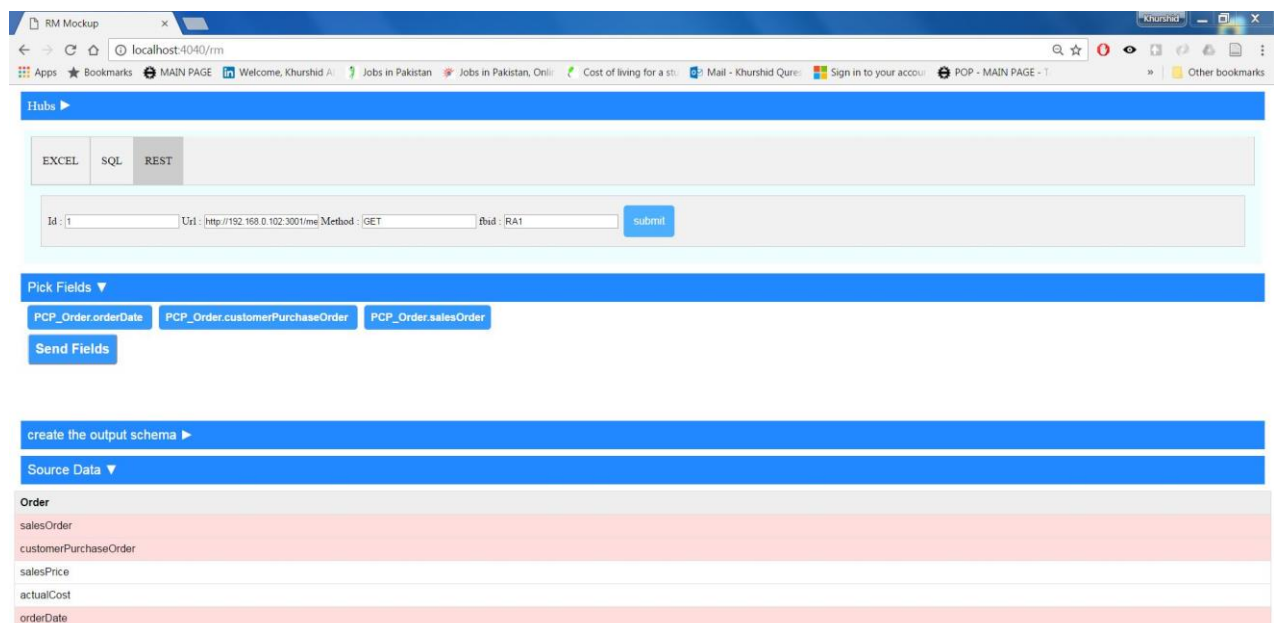 RM Mockup
Khurshid
localhost:4040/rm
Apps Bookmarks MAIN PAGE Welcome, Khurshid A Jobs in Pakistan Jobs in Pakistan, Onli Cost of living for a stu Mail - Khurshid Qures Sign in to your accour POP - MAIN PAGE - T » Other bookmarks
Hubs ▶
EXCEL SQL REST
Id : 1 Url : http://192.168.0.102:3001/me Method : GET fbid : RA1 submit
Pick Fields ▼
PCP_Order.orderDate PCP_Order.customerPurchaseOrder PCP_Order.salesOrder
Send Fields
create the output schema ▶
Source Data ▼
Order
salesOrder
customerPurchaseOrder
salesPrice
actualCost
orderDate